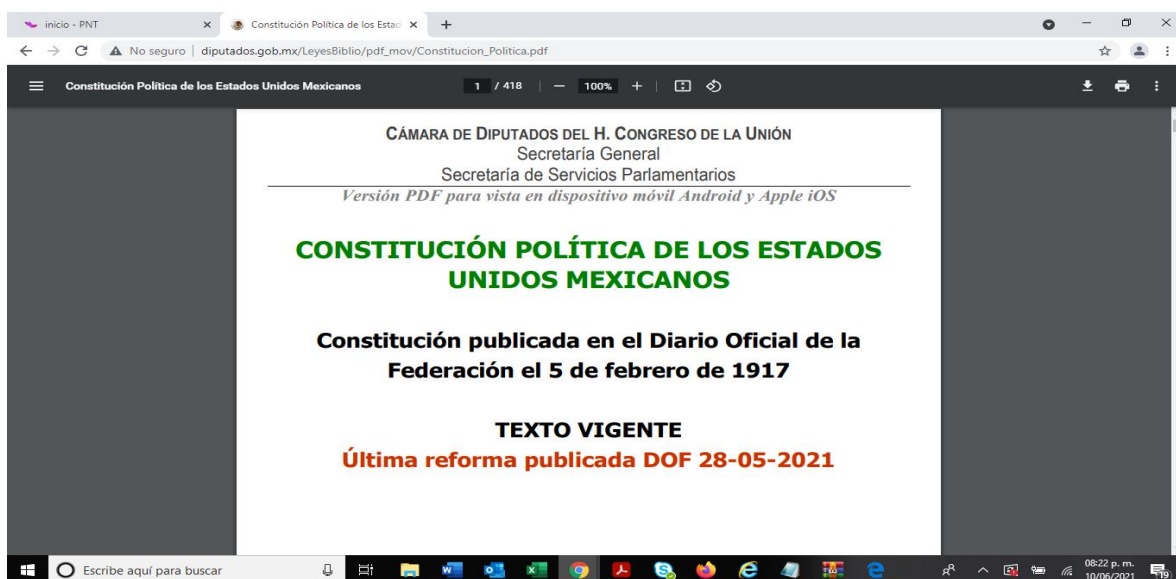 inicio - PNT
Constitución Política de los Estad
No seguro | diputados.gob.mx/LeyesBiblio/pdf_mov/Constitucion_Politica.pdf
Constitución Política de los Estados Unidos Mexicanos
1 / 418
100%
CÁMARA DE DIPUTADOS DEL H. CONGRESO DE LA UNIÓN
Secretaría General
Secretaría de Servicios Parlamentarios
Versión PDF para vista en dispositivo móvil Android y Apple iOS
CONSTITUCIÓN POLÍTICA DE LOS ESTADOS
UNIDOS MEXICANOS
Constitución publicada en el Diario Oficial de la
Federación el 5 de febrero de 1917
TEXTO VIGENTE
Última reforma publicada DOF 28-05-2021
Escribe aquí para buscar
08:22 p. m.
10/06/2021
19